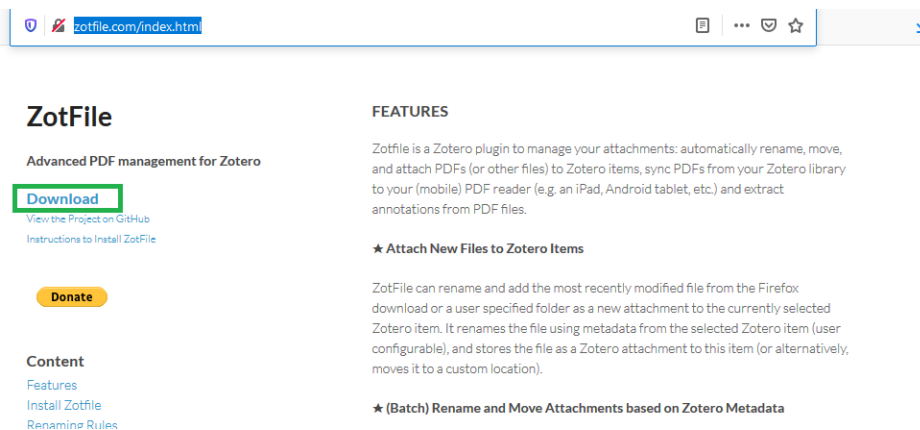 zotfile.com/index.html
ZotFile
Advanced PDF management for Zotero
Download
View the Project on GitHub
Instructions to Install ZotFile
Donate
Content
Features
Install Zotfile
Renaming Rules
FEATURES
Zotfile is a Zotero plugin to manage your attachments: automatically rename, move,
and attach PDFs (or other files) to Zotero items, sync PDFs from your Zotero library
to your (mobile) PDF reader (e.g. an iPad, Android tablet, etc.) and extract
annotations from PDF files.
★ Attach New Files to Zotero Items
ZotFile can rename and add the most recently modified file from the Firefox
download or a user specified folder as a new attachment to the currently selected
Zotero item. It renames the file using metadata from the selected Zotero item (user
configurable), and stores the file as a Zotero attachment to this item (or alternatively,
moves it to a custom location).
★ (Batch) Rename and Move Attachments based on Zotero Metadata